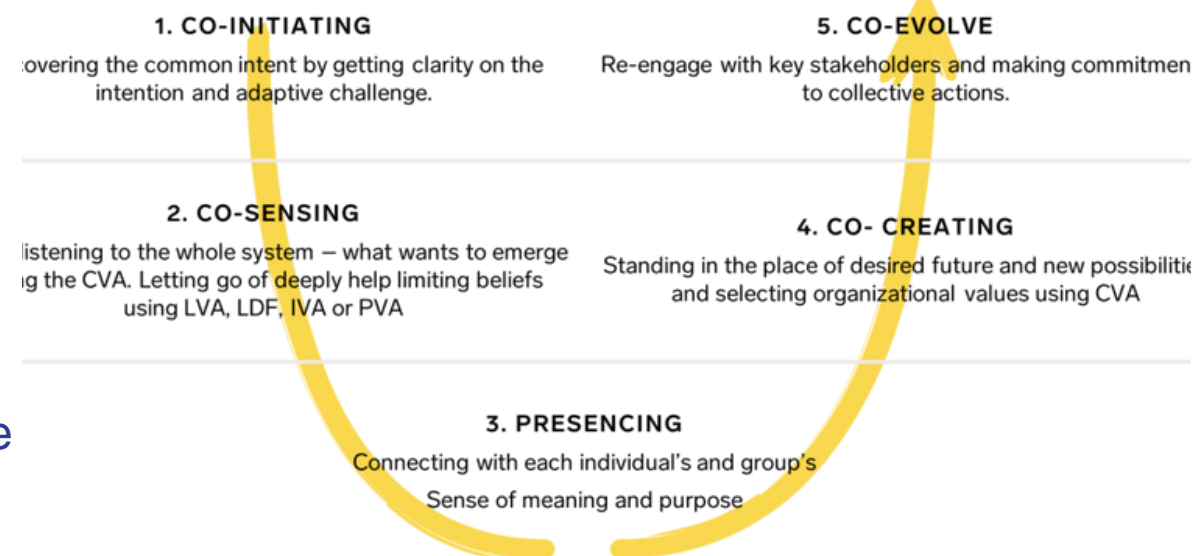 1. CO-INITIATING
overing the common intent by getting clarity on the
intention and adaptive challenge.
5. CO-EVOLVE
Re-engage with key stakeholders and making commitmen
to collective actions.
2. CO-SENSING
listening to the whole system – what wants to emerge
g the CVA. Letting go of deeply help limiting beliefs
using LVA, LDF, IVA or PVA
4. CO- CREATING
Standing in the place of desired future and new possibilitie
and selecting organizational values using CVA
3. PRESENCING
Connecting with each individual's and group's
Sense of meaning and purpose
e